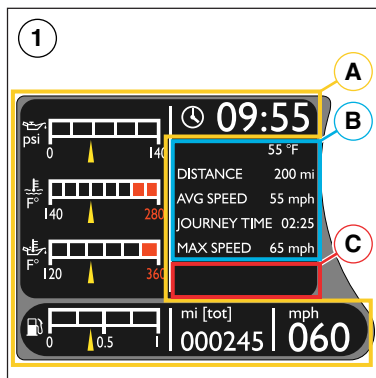 1
A
09:55
B
55 °F
psi
0 140
DISTANCE 200 mi
AVG SPEED 55 mph
F°
140 280
JOURNEY TIME 02:25
MAX SPEED 65 mph
C
F°
120 360
mi [tot] mph
0 0.5 1
000245 060